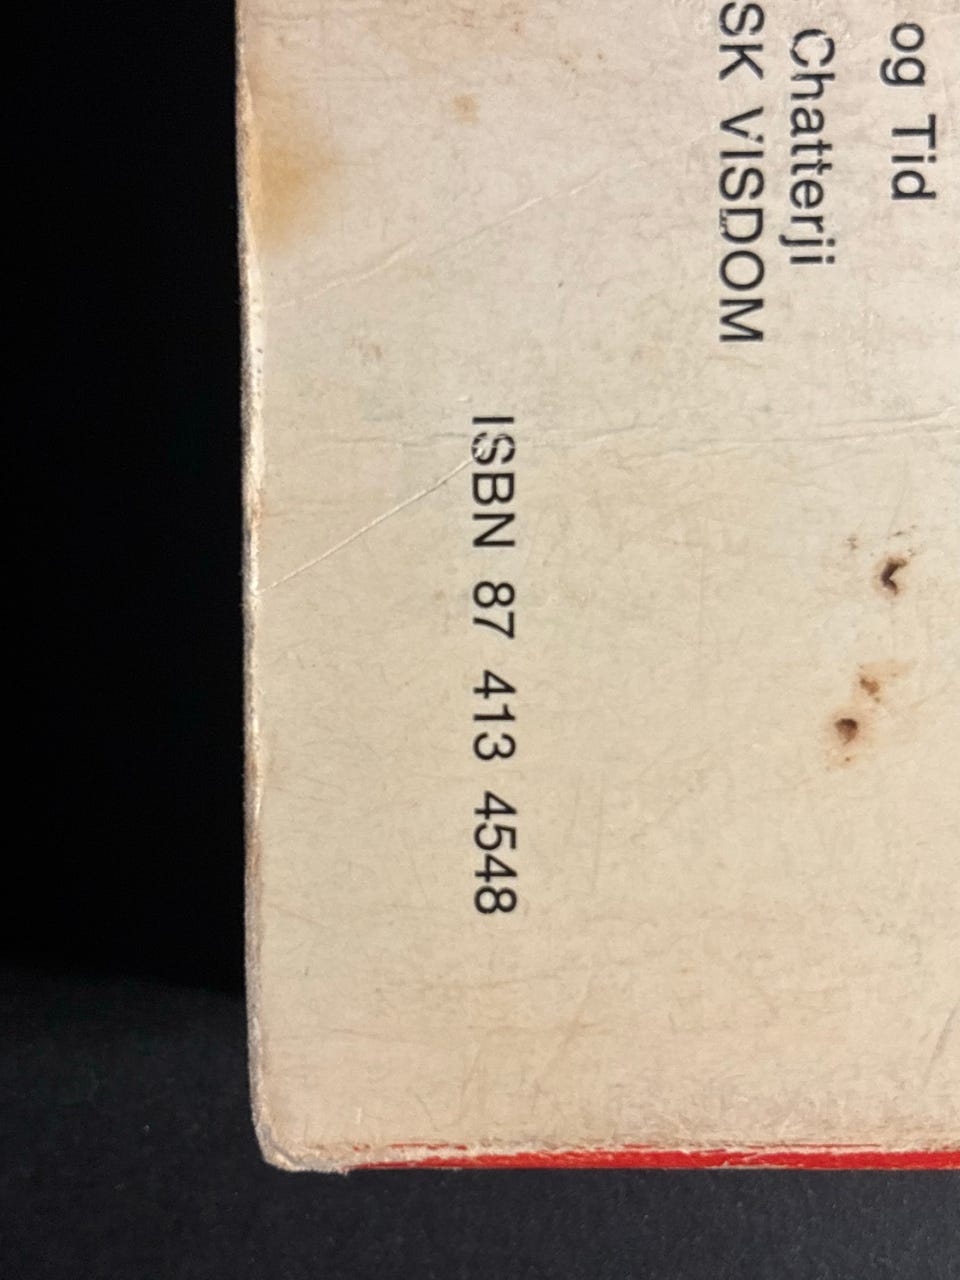 og Tid
Chatterji
SK VISDOM
ISBN 87 413 4548